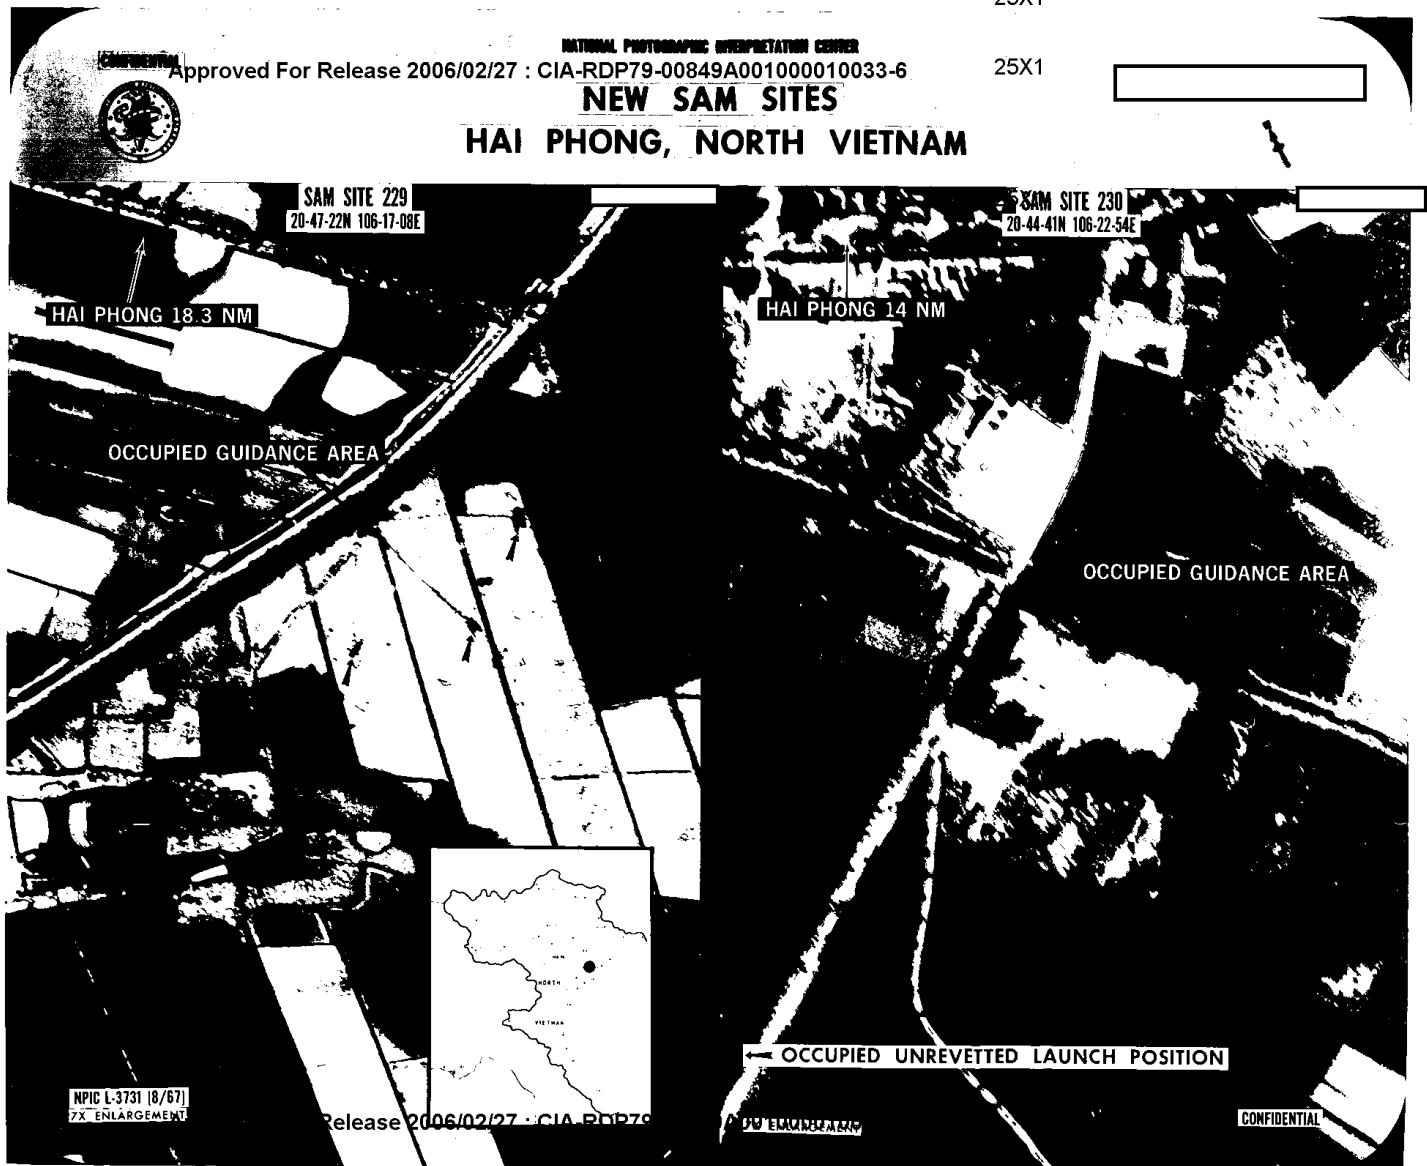 25X1
NATIONAL PHOTOGRAPHIC INTERPRETATION CENTER
CONFIDENTIAL
Approved For Release 2006/02/27 : CIA-RDP79-00849A001000010033-6
25X1
NEW SAM SITES
HAI PHONG, NORTH VIETNAM
SAM SITE 229
20-47-22N 106-17-08E
HAI PHONG 18.3 NM
OCCUPIED GUIDANCE AREA
SAM SITE 230
20-44-41N 106-22-54E
HAI PHONG 14 NM
OCCUPIED GUIDANCE AREA
NORTH
VIETNAM
OCCUPIED UNREVETTED LAUNCH POSITION
NPIC L-3731 (8/67)
7X ENLARGEMENT
Release 2006/02/27 : CIA-RDP79
ENLARGEMENT
CONFIDENTIAL